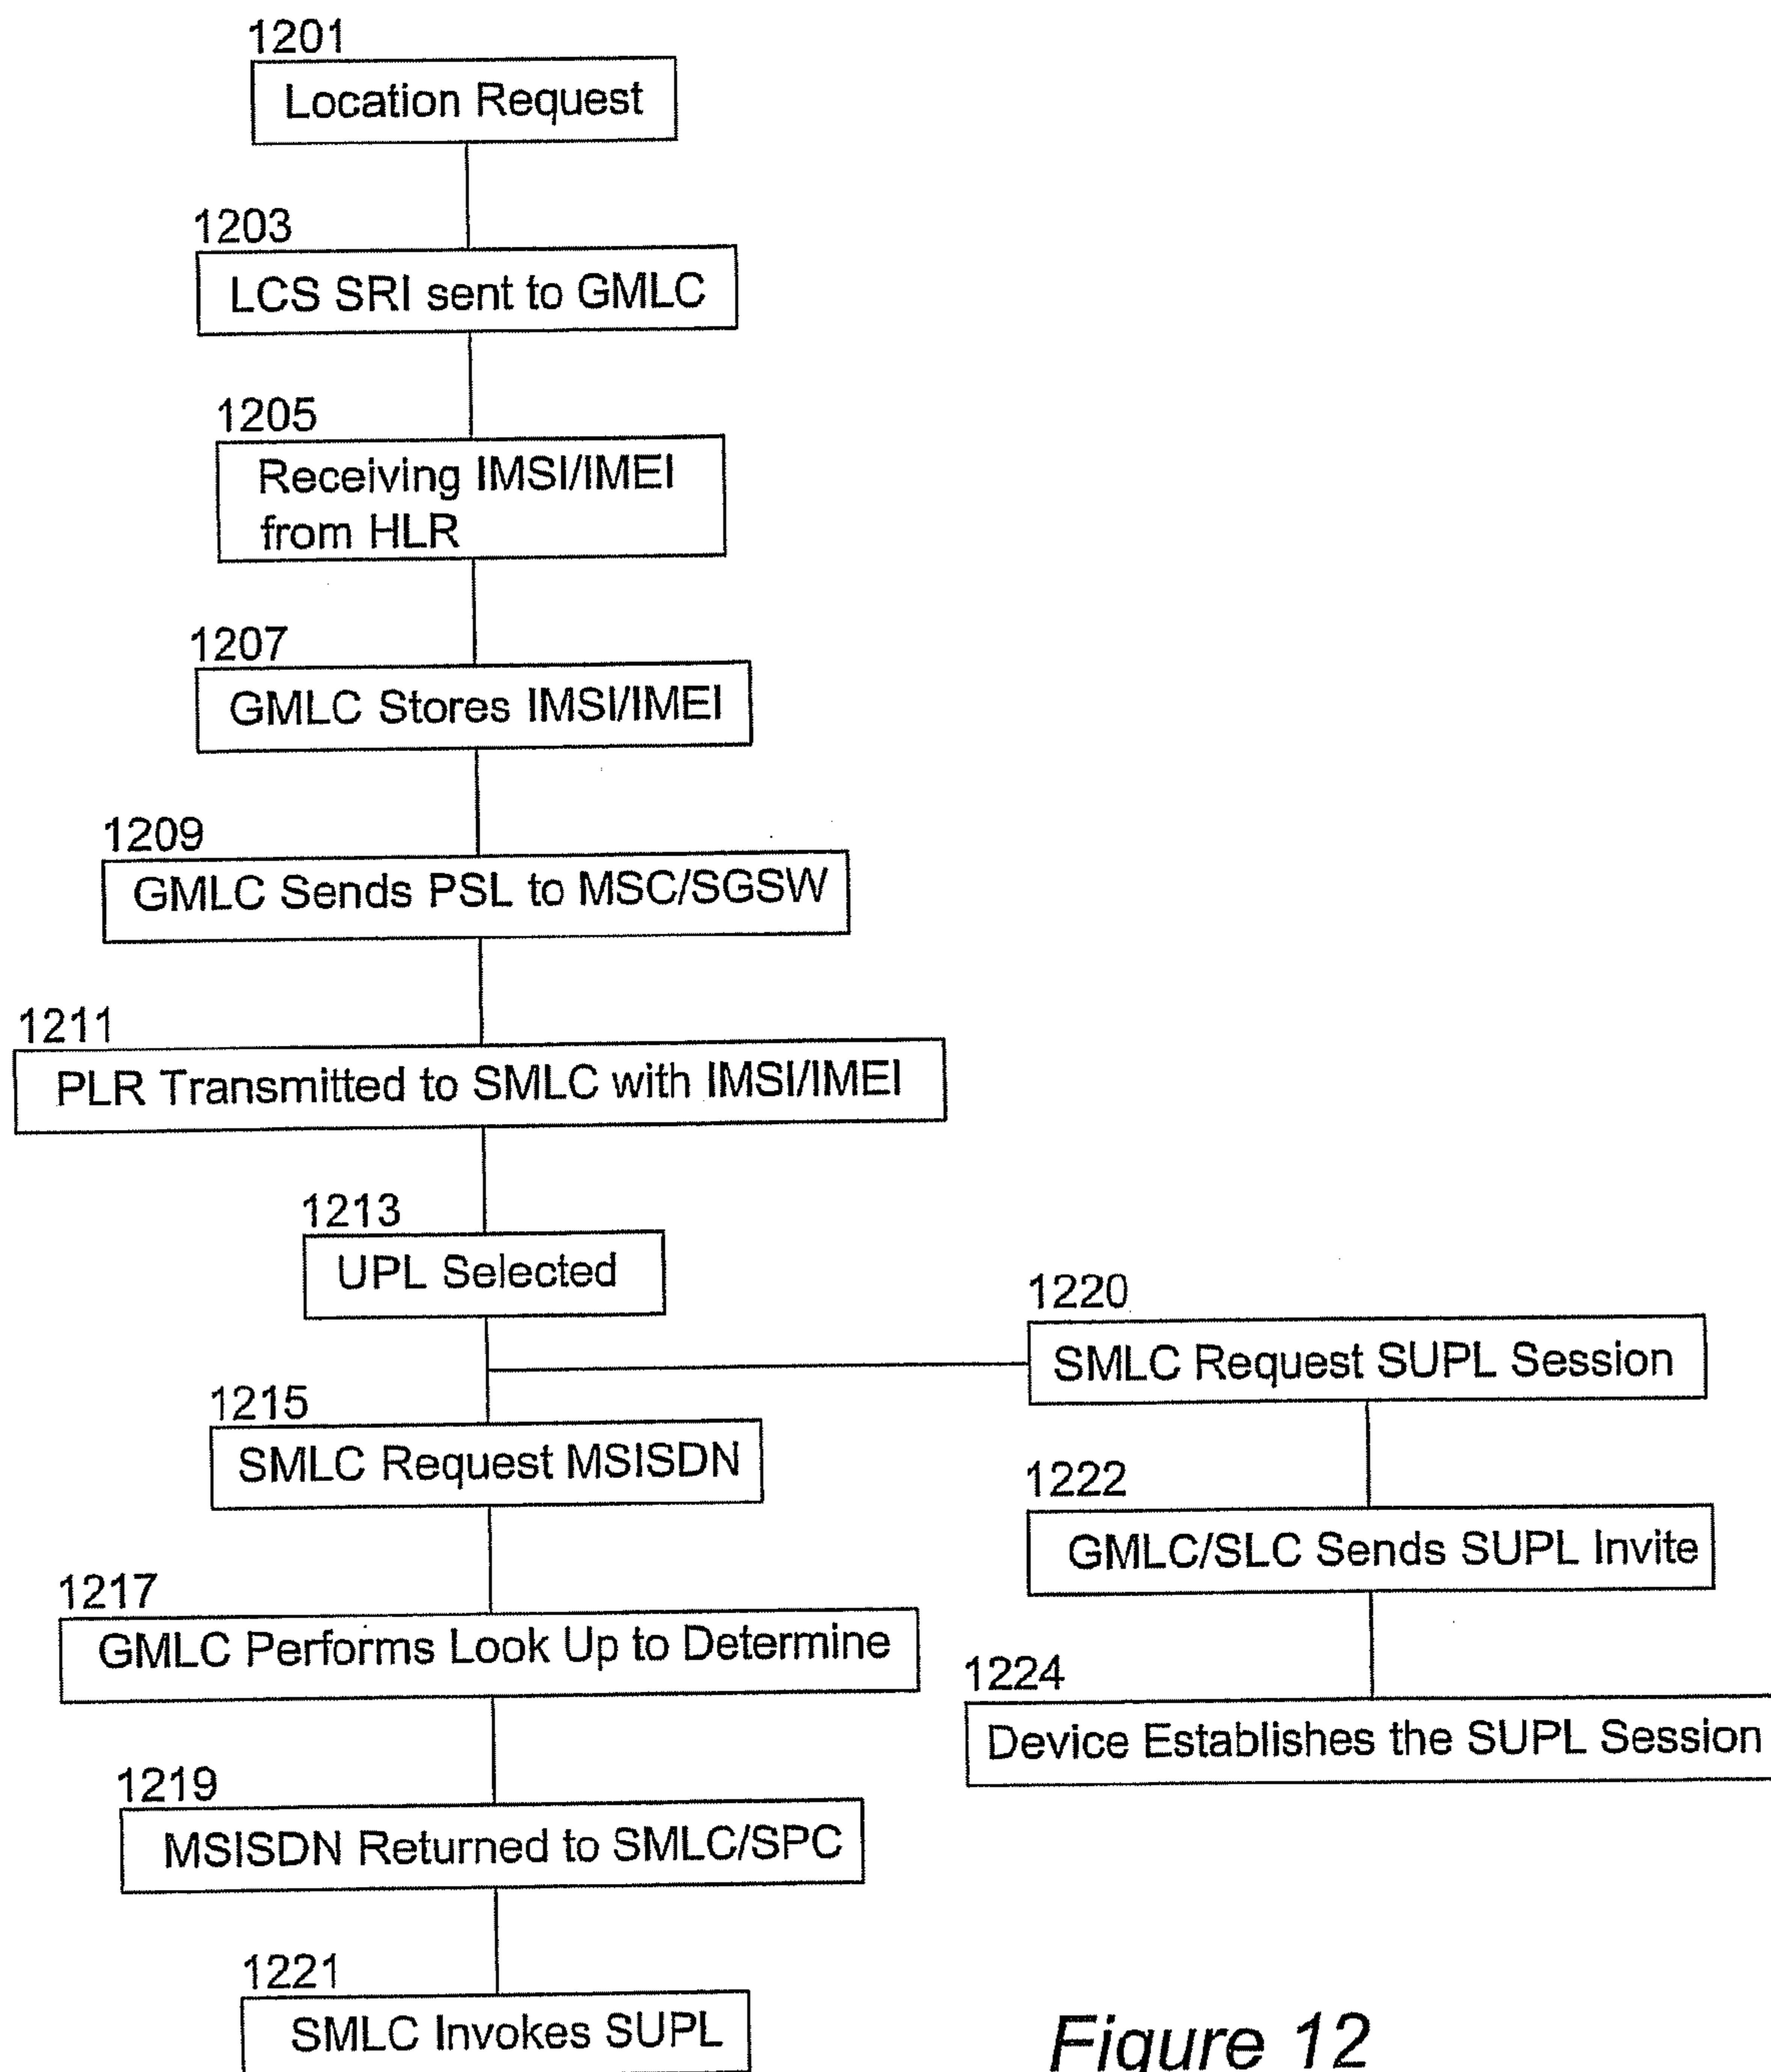 1201
Location Request
1203
LCS SRI sent to GMLC
1205
Receiving IMSI/IMEI
from HLR
1207
GMLC Stores IMSI/IMEI
1209
GMLC Sends PSL to MSC/SGSW
1211
PLR Transmitted to SMLC with IMSI/IMEI
1213
UPL Selected
1215
SMLC Request MSISDN
1217
GMLC Performs Look Up to Determine
1219
MSISDN Returned to SMLC/SPC
1221
SMLC Invokes SUPL
1220
SMLC Request SUPL Session
1222
GMLC/SLC Sends SUPL Invite
1224
Device Establishes the SUPL Session
Figure 12